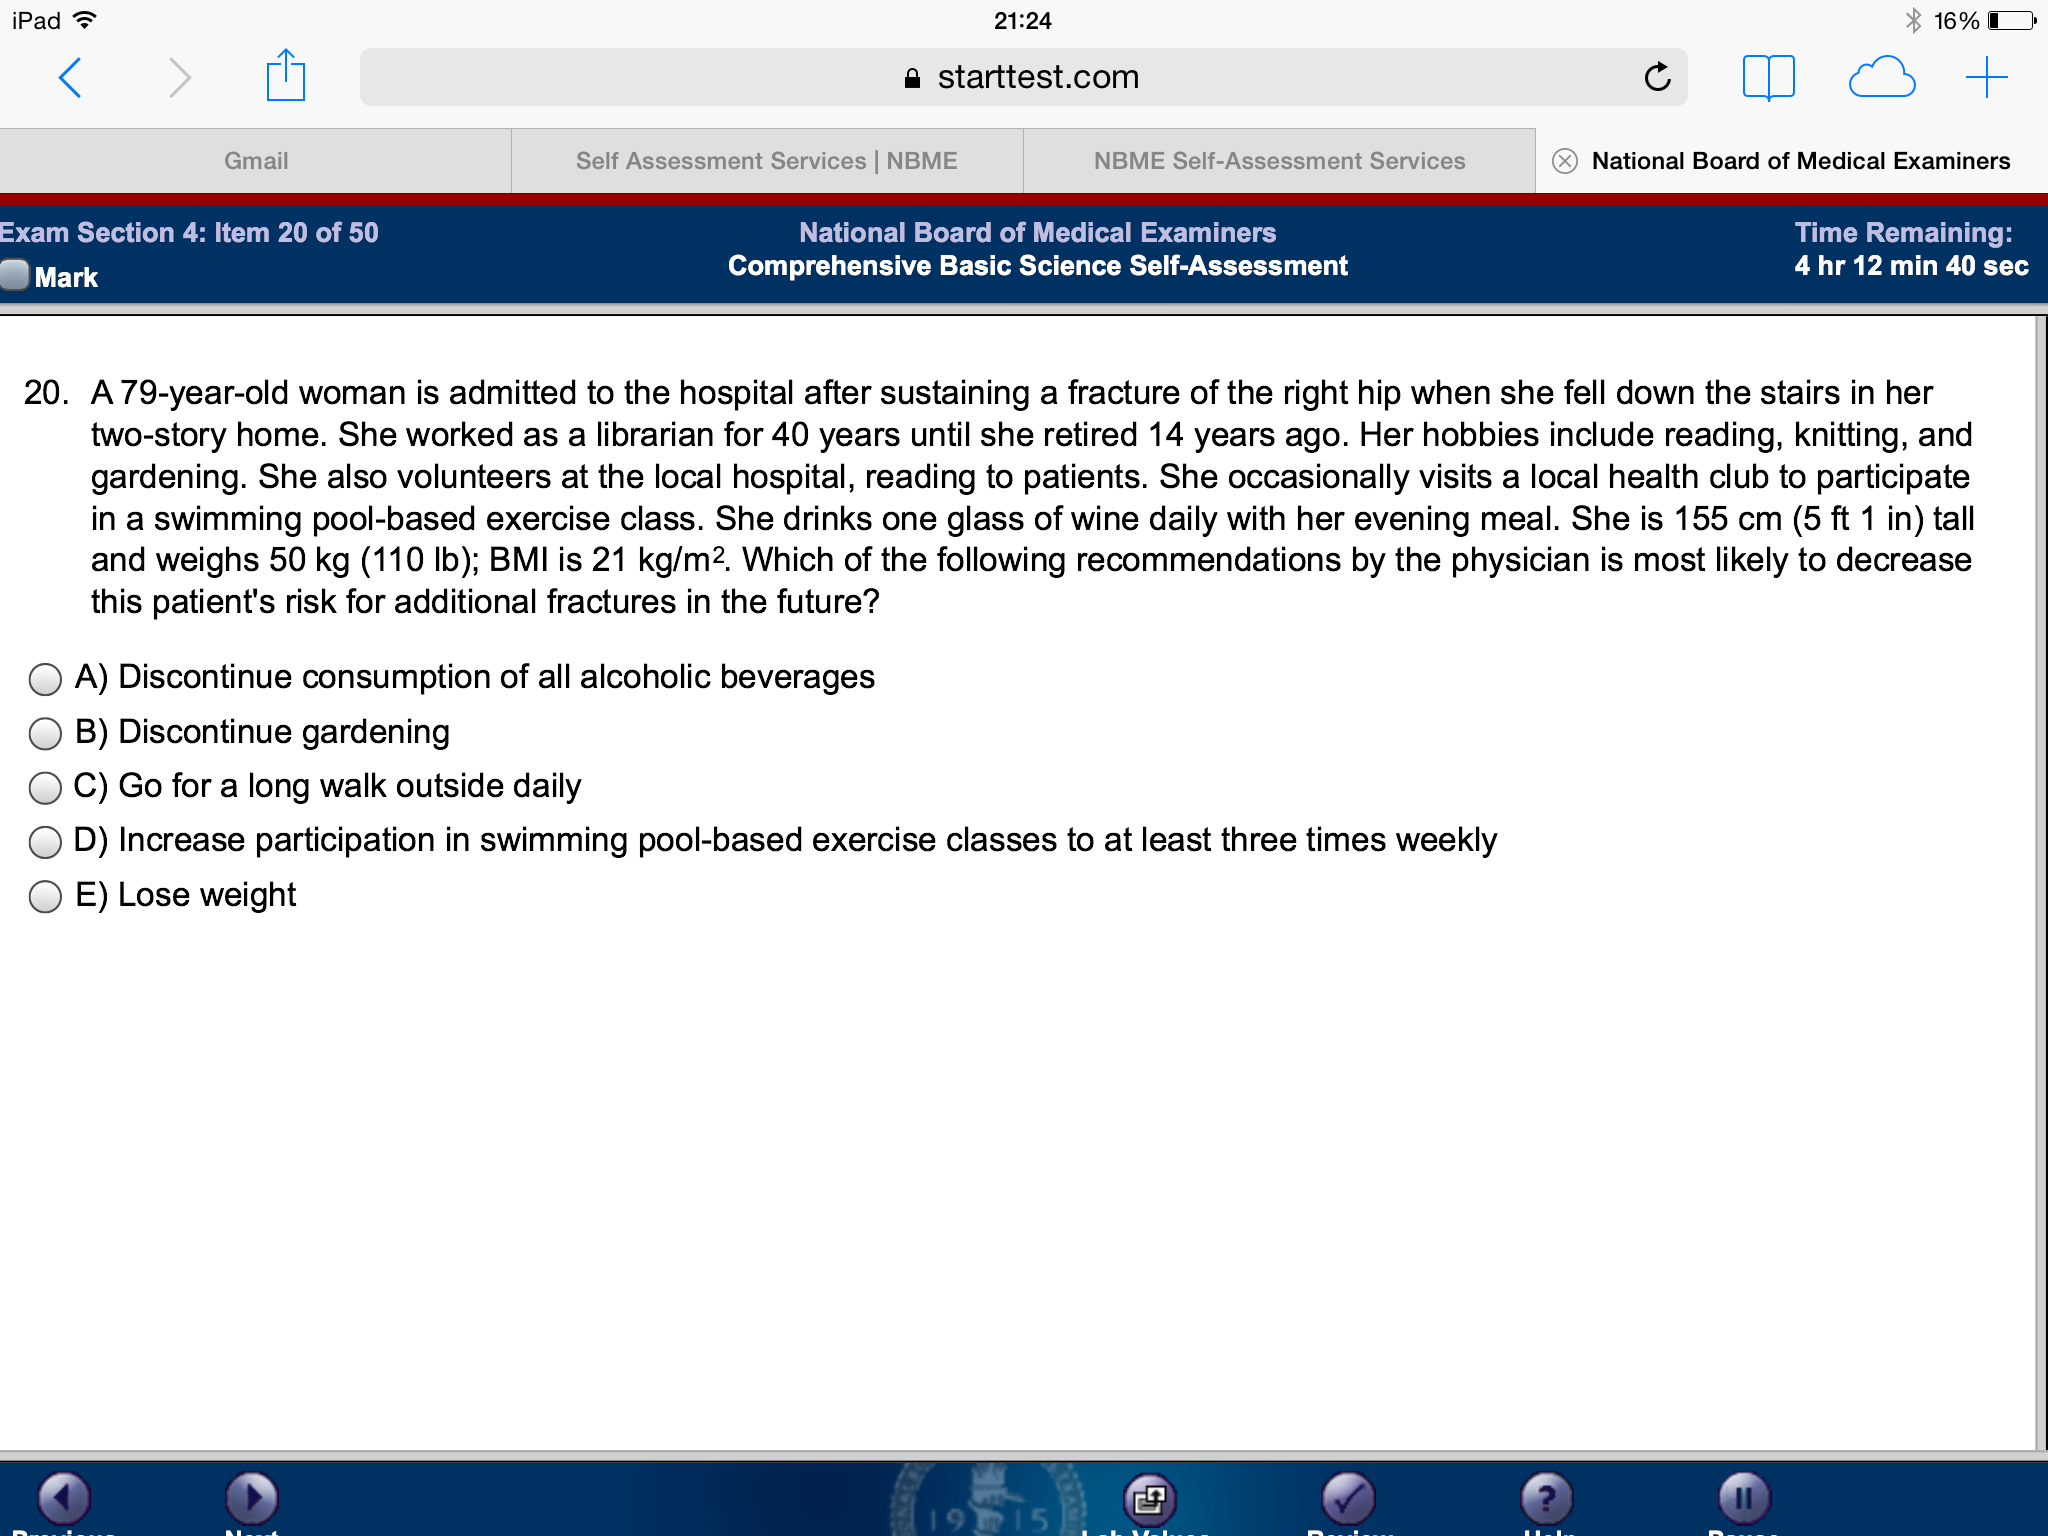 iPad 21:24 16%
starttest.com
Gmail Self Assessment Services | NBME NBME Self-Assessment Services National Board of Medical Examiners
Exam Section 4: Item 20 of 50 National Board of Medical Examiners Time Remaining:
Mark Comprehensive Basic Science Self-Assessment 4 hr 12 min 40 sec
20. A 79-year-old woman is admitted to the hospital after sustaining a fracture of the right hip when she fell down the stairs in her
two-story home. She worked as a librarian for 40 years until she retired 14 years ago. Her hobbies include reading, knitting, and
gardening. She also volunteers at the local hospital, reading to patients. She occasionally visits a local health club to participate
in a swimming pool-based exercise class. She drinks one glass of wine daily with her evening meal. She is 155 cm (5 ft 1 in) tall
and weighs 50 kg (110 lb); BMI is 21 kg/m². Which of the following recommendations by the physician is most likely to decrease
this patient's risk for additional fractures in the future?
A) Discontinue consumption of all alcoholic beverages
B) Discontinue gardening
C) Go for a long walk outside daily
D) Increase participation in swimming pool-based exercise classes to at least three times weekly
E) Lose weight